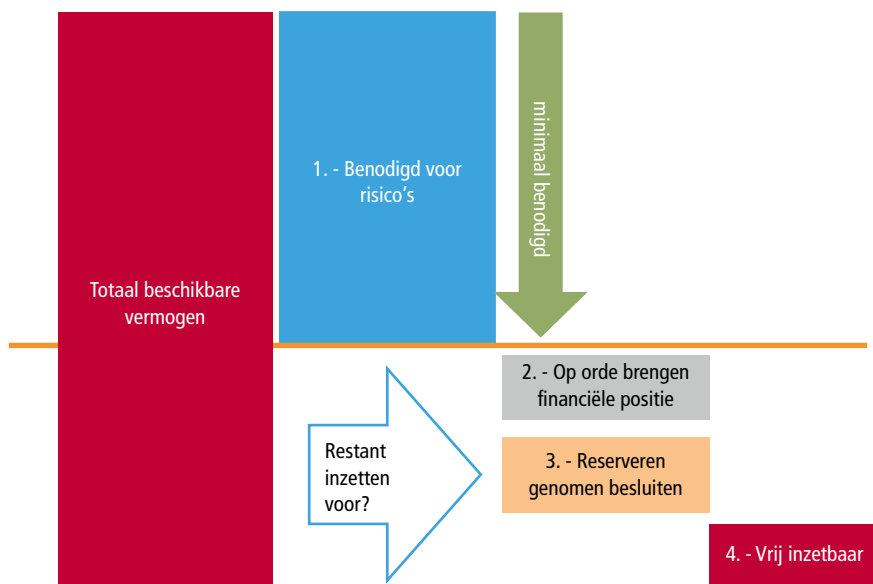 Totaal beschikbare
vermogen
1. - Benodigd voor
risico's
minimaal benodigd
Restant
inzetten
voor?
2. - Op orde brengen
financiële positie
3. - Reserveren
genomen besluiten
4. - Vrij inzetbaar